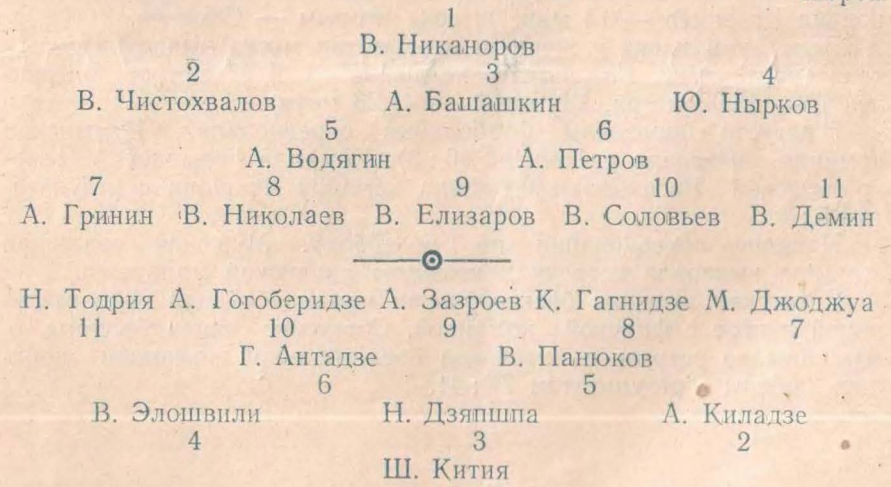 1
В. Никаноров
2 3 4
В. Чистохвалов А. Башашкин Ю. Нырков
5 6
А. Водягин А. Петров
7 8 9 10 11
А. Гринин В. Николаев В. Елизаров В. Соловьев В. Демин
Н. Тодрия А. Гогоберидзе А. Зазроев К. Гагнидзе М. Джоджуа
11 10 9 8 7
Г. Антадзе В. Панюков
6 5
В. Элошвили Н. Дзяпшпа А. Киладзе
4 3 2
Ш. Кития